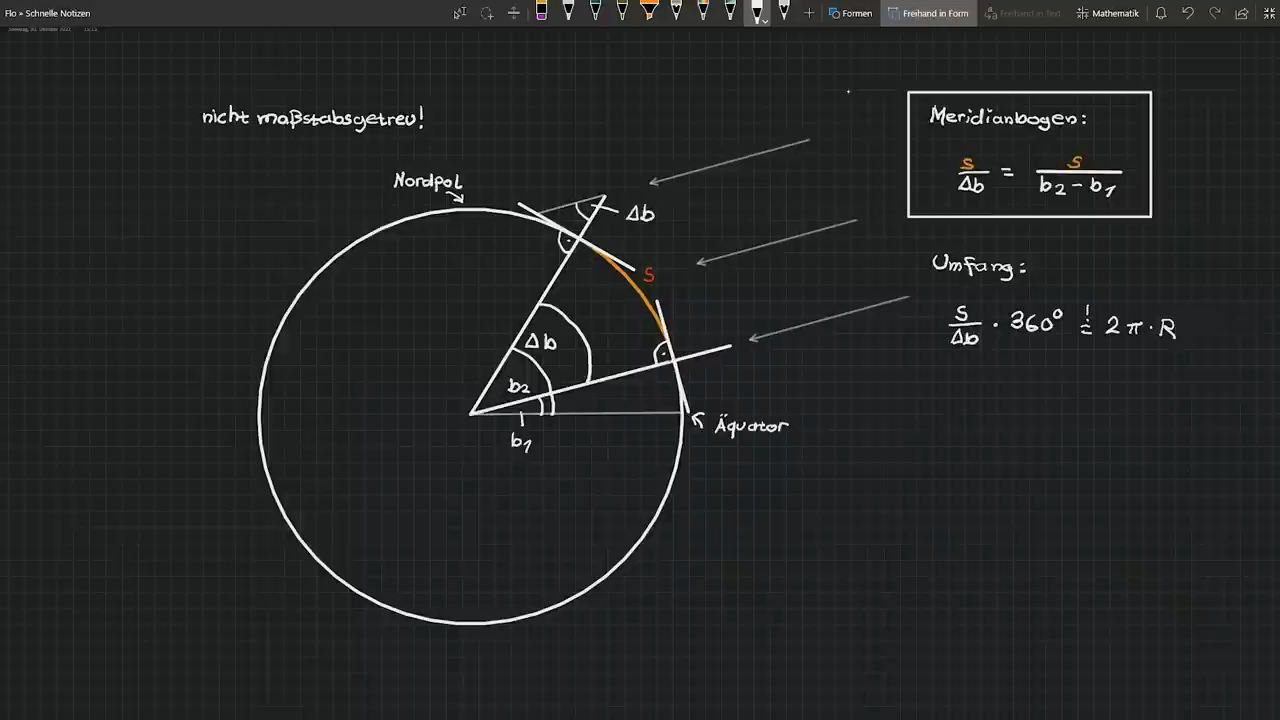 Flo » Schnelle Notizen
Formen
Freihand in Form
Freihand in Text
Mathematik
nicht maßstabsgetreu!
Nordpol
Δb
S
Δb
b₂
b₁
Äquator
Meridianbogen:
S/Δb = S/(b₂ - b₁)
Umfang:
S/Δb · 360° ≟ 2π·R